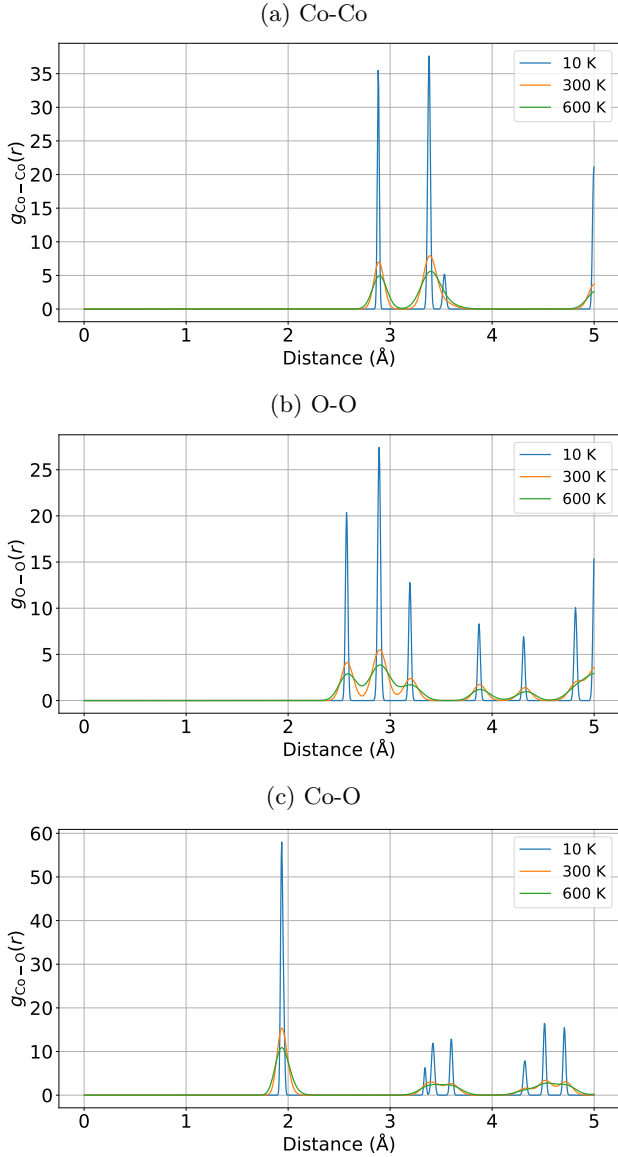 (a) Co-Co
35
30
25
20
15
10
5
0
g_{Co-Co}(r)
10 K
300 K
600 K
0 1 2 3 4 5
Distance (Å)
(b) O-O
25
20
15
10
5
0
g_{O-O}(r)
10 K
300 K
600 K
0 1 2 3 4 5
Distance (Å)
(c) Co-O
60
50
40
30
20
10
0
g_{Co-O}(r)
10 K
300 K
600 K
0 1 2 3 4 5
Distance (Å)